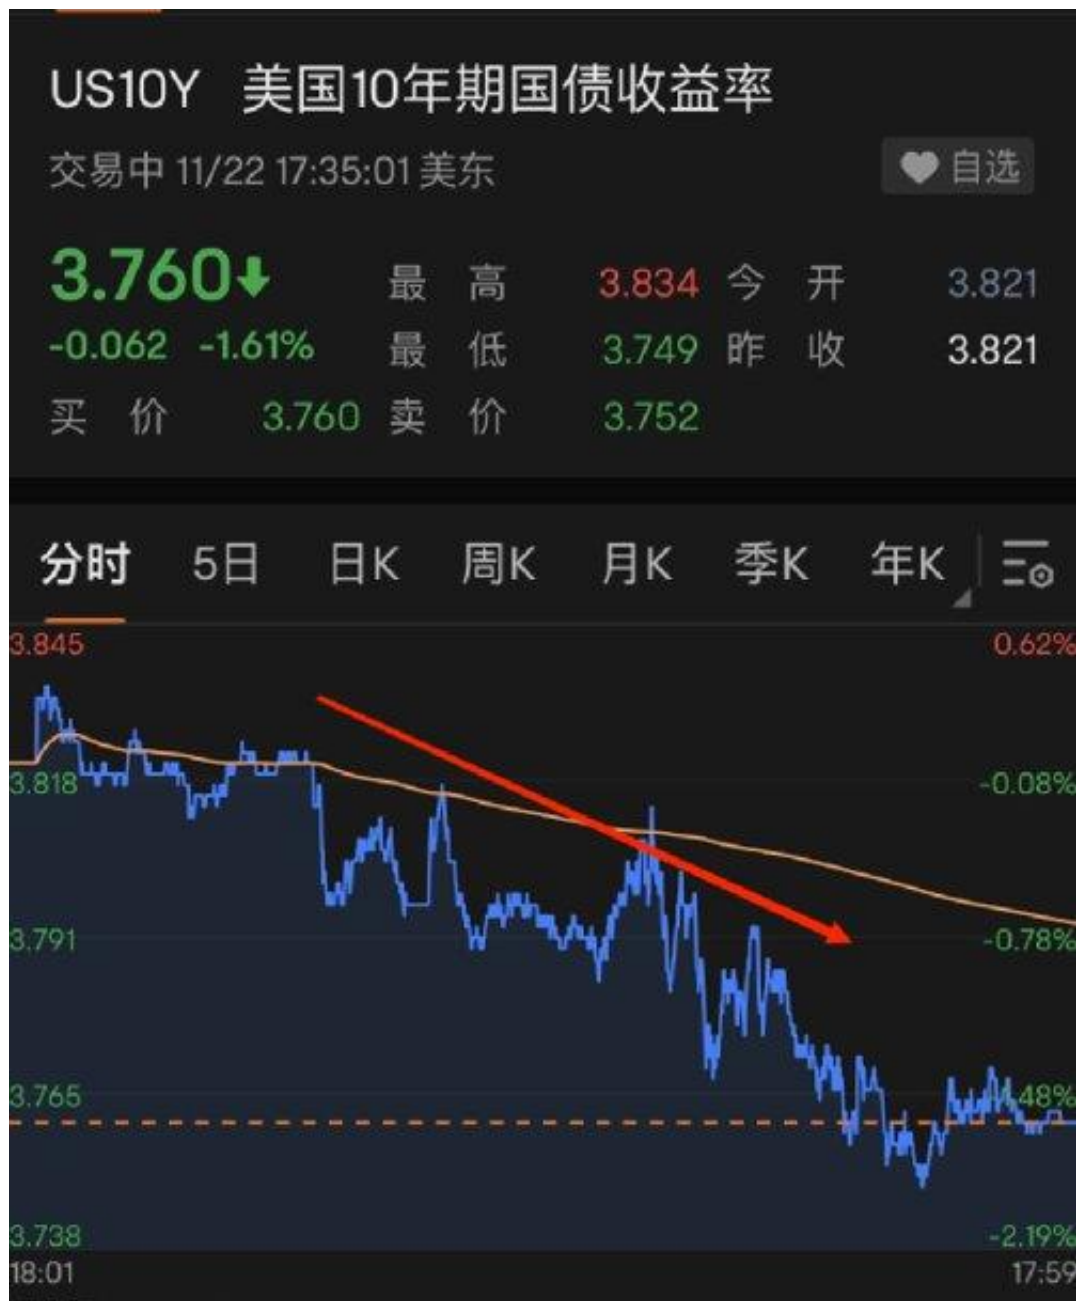 US10Y 美国10年期国债收益率
交易中 11/22 17:35:01 美东
自选
3.760 最高 3.834 今开 3.821
-0.062 -1.61% 最低 3.749 昨收 3.821
买价 3.760 卖价 3.752
分时 5日 日K 周K 月K 季K 年K
3.845 0.62%
3.818 -0.08%
3.791 -0.78%
3.765 .48%
3.738 -2.19%
18:01 17:59